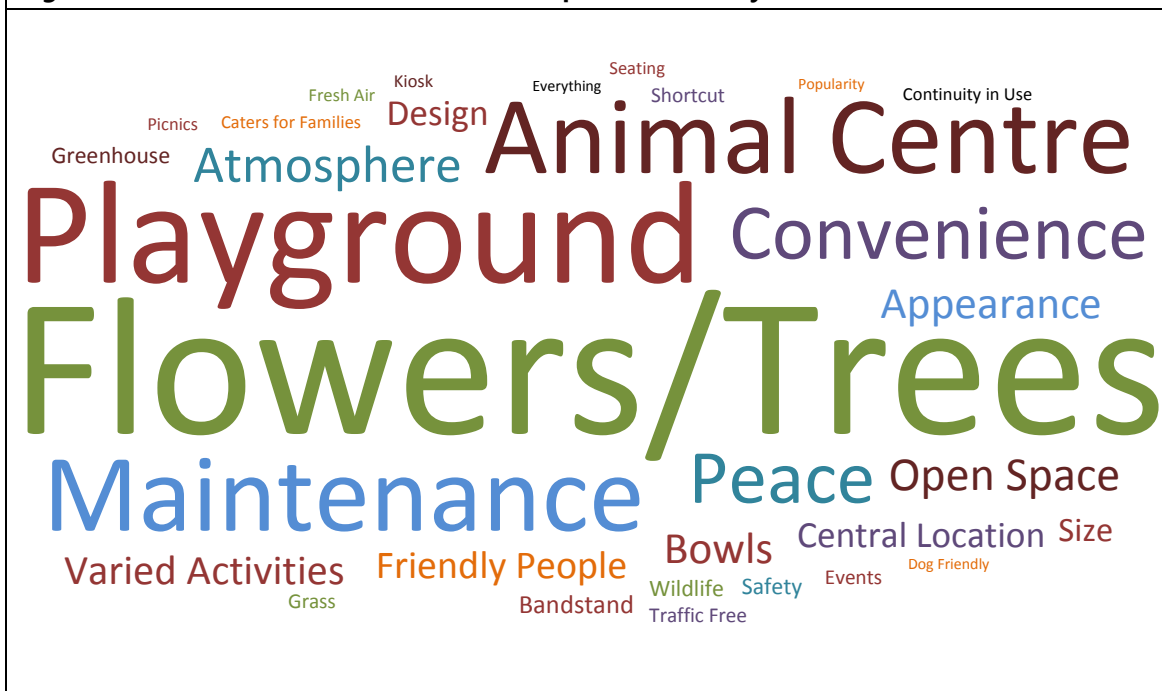 Seating
Kiosk
Everything
Popularity
Fresh Air
Shortcut
Continuity in Use
Picnics
Caters for Families
Design
Animal Centre
Greenhouse
Atmosphere
Playground
Convenience
Appearance
Flowers/Trees
Maintenance
Peace
Open Space
Central Location
Size
Bowls
Varied Activities
Friendly People
Dog Friendly
Wildlife
Safety
Events
Grass
Bandstand
Traffic Free